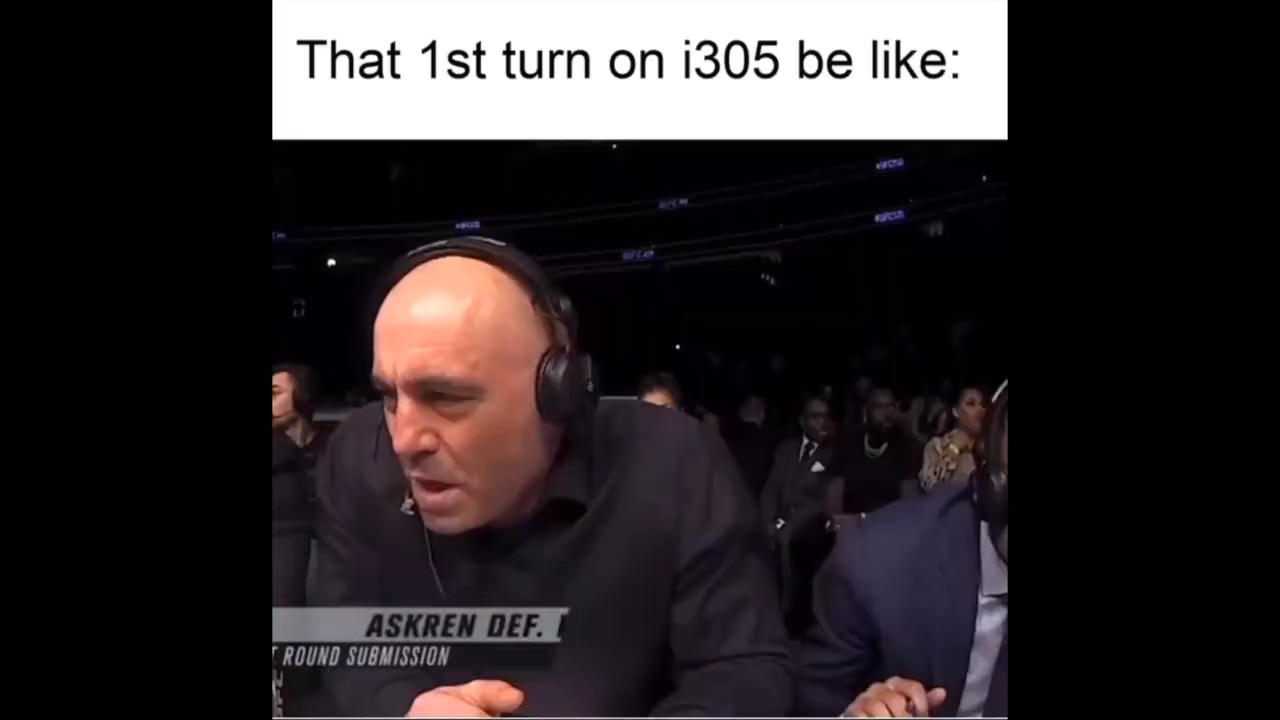 That 1st turn on i305 be like:
ASKREN DEF.
ROUND SUBMISSION